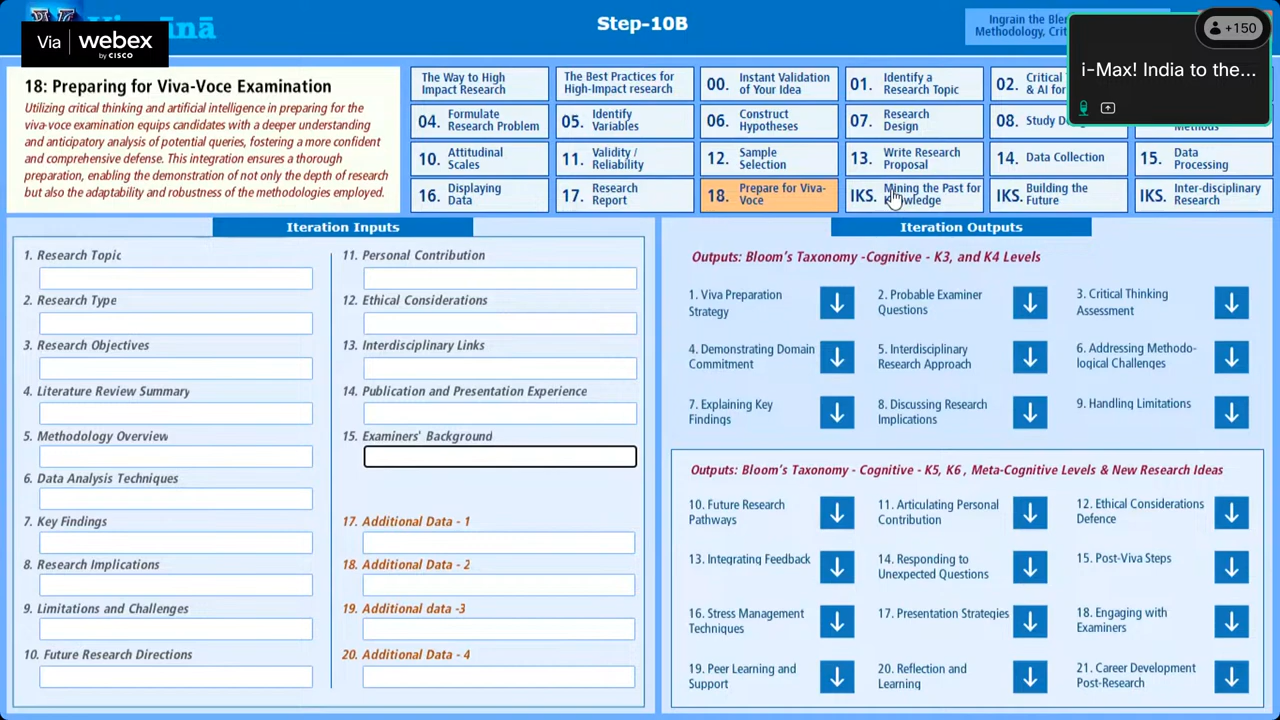 Via webex
by CISCO
Step-10B
Ingrain the
Methodology,
+150
i-Max! India to the...
18: Preparing for Viva-Voce Examination
Utilizing critical thinking and artificial intelligence in preparing for the
viva-voce examination equips candidates with a deeper understanding
and anticipatory analysis of potential queries, fostering a more confident
and comprehensive defense. This integration ensures a thorough
preparation, enabling the demonstration of not only the depth of research
but also the adaptability and robustness of the methodologies employed.
The Way to High
Impact Research
The Best Practices for
High-Impact research
00. Instant Validation
of Your Idea
01. Identify a
Research Topic
02. Critical
& AI for
04. Formulate
Research Problem
05. Identify
Variables
06. Construct
Hypotheses
07. Research
Design
08. Study
Methods
10. Attitudinal
Scales
11. Validity /
Reliability
12. Sample
Selection
13. Write Research
Proposal
14. Data Collection
15. Data
Processing
16. Displaying
Data
17. Research
Report
18. Prepare for Viva-
Voce
IKS. Mining the Past for
Knowledge
IKS. Building the
Future
IKS. Inter-disciplinary
Research
Iteration Inputs
1. Research Topic
2. Research Type
3. Research Objectives
4. Literature Review Summary
5. Methodology Overview
6. Data Analysis Techniques
7. Key Findings
8. Research Implications
9. Limitations and Challenges
10. Future Research Directions
11. Personal Contribution
12. Ethical Considerations
13. Interdisciplinary Links
14. Publication and Presentation Experience
15. Examiners' Background
17. Additional Data - 1
18. Additional Data - 2
19. Additional data -3
20. Additional Data - 4
Iteration Outputs
Outputs: Bloom's Taxonomy -Cognitive - K3, and K4 Levels
1. Viva Preparation
Strategy
2. Probable Examiner
Questions
3. Critical Thinking
Assessment
4. Demonstrating Domain
Commitment
5. Interdisciplinary
Research Approach
6. Addressing Methodo-
logical Challenges
7. Explaining Key
Findings
8. Discussing Research
Implications
9. Handling Limitations
Outputs: Bloom's Taxonomy - Cognitive - K5, K6 , Meta-Cognitive Levels & New Research Ideas
10. Future Research
Pathways
11. Articulating Personal
Contribution
12. Ethical Considerations
Defence
13. Integrating Feedback
14. Responding to
Unexpected Questions
15. Post-Viva Steps
16. Stress Management
Techniques
17. Presentation Strategies
18. Engaging with
Examiners
19. Peer Learning and
Support
20. Reflection and
Learning
21. Career Development
Post-Research